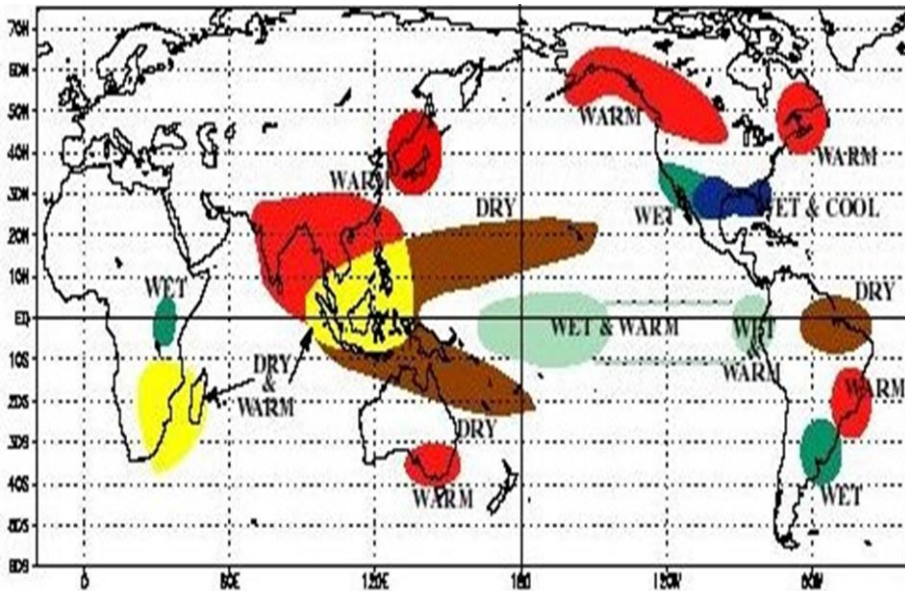 70N
60N
50N
WARM
40N
WARM
WARM
30N
DRY
WET
WET & COOL
20N
10N
WET
DRY
EQ
WET & WARM
WET
&
WARM
10S
DRY
&
WARM
WARM
20S
DRY
30S
WARM
WET
40S
50S
60S
0
60E
120E
180
120W
60W